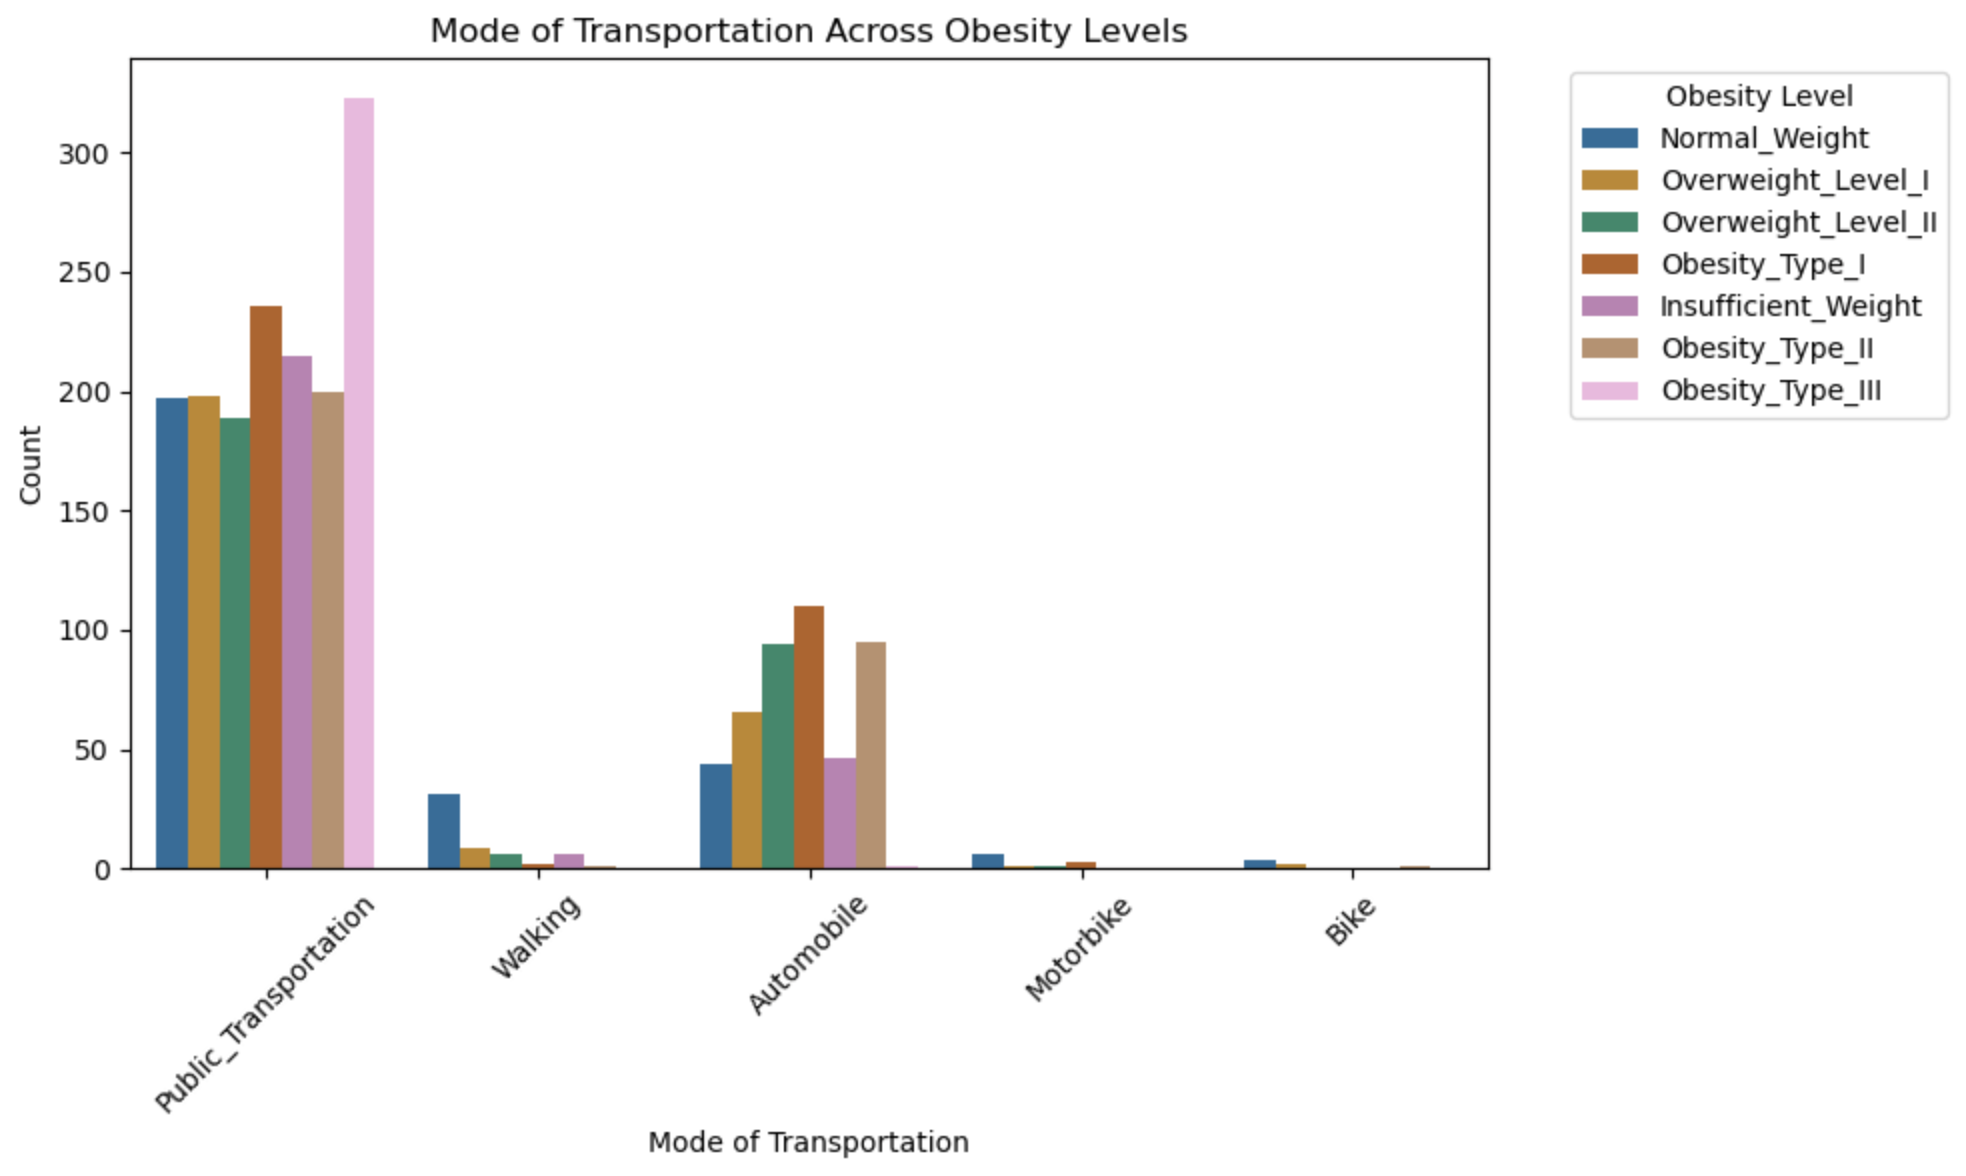 Mode of Transportation Across Obesity Levels
Obesity Level
Normal_Weight
Overweight_Level_I
Overweight_Level_II
Obesity_Type_I
Insufficient_Weight
Obesity_Type_II
Obesity_Type_III
Count
300
250
200
150
100
50
0
Public_Transportation
Walking
Automobile
Motorbike
Bike
Mode of Transportation